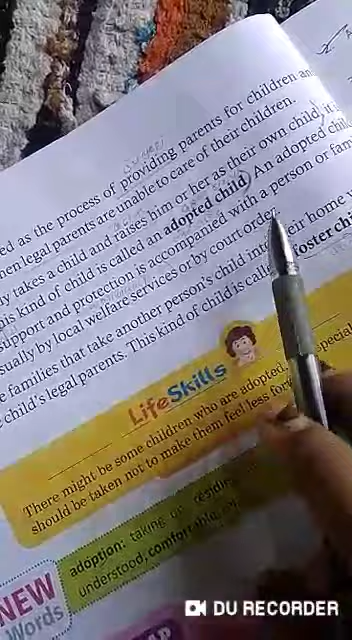 ed as the process of providing parents for children an
hen legal parents are unable to care of their children.
ly takes a child and raises him or her as their own child, it i
his kind of child is called an adopted child. An adopted chil
support and protection is accompanied with a person or fam
sually by local welfare services or by court order.
e families that take another person's child into their home
e child's legal parents. This kind of child is called foster chi
Life Skills
There might be some children who are adopted. special
should be taken not to make them feel less for
NEW
Words
adoption: taking
understood; comfortable
DU RECORDER